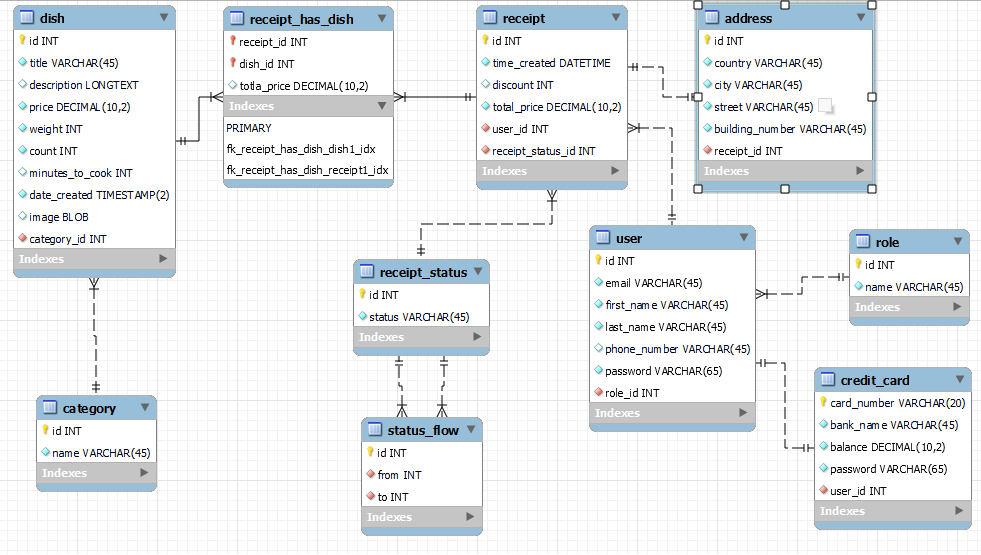 dish
id INT
title VARCHAR(45)
description LONGTEXT
price DECIMAL(10,2)
weight INT
count INT
minutes_to_cook INT
date_created TIMESTAMP(2)
image BLOB
category_id INT
Indexes
receipt_has_dish
receipt_id INT
dish_id INT
totla_price DECIMAL(10,2)
Indexes
PRIMARY
fk_receipt_has_dish_dish1_idx
fk_receipt_has_dish_receipt1_idx
receipt
id INT
time_created DATETIME
discount INT
total_price DECIMAL(10,2)
user_id INT
receipt_status_id INT
Indexes
address
id INT
country VARCHAR(45)
city VARCHAR(45)
street VARCHAR(45)
building_number VARCHAR(45)
receipt_id INT
Indexes
receipt_status
id INT
status VARCHAR(45)
Indexes
user
id INT
email VARCHAR(45)
first_name VARCHAR(45)
last_name VARCHAR(45)
phone_number VARCHAR(45)
password VARCHAR(65)
role_id INT
Indexes
role
id INT
name VARCHAR(45)
Indexes
category
id INT
name VARCHAR(45)
Indexes
status_flow
id INT
from INT
to INT
Indexes
credit_card
card_number VARCHAR(20)
bank_name VARCHAR(45)
balance DECIMAL(10,2)
password VARCHAR(65)
user_id INT
Indexes